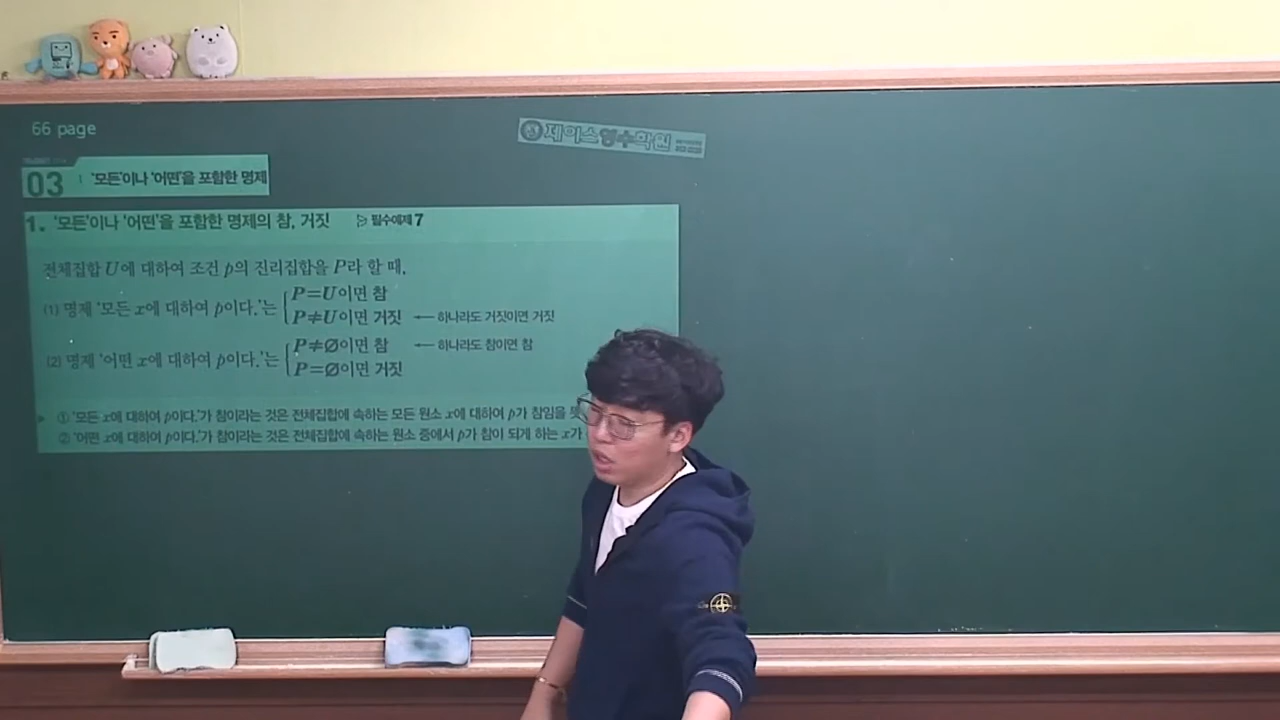 66 page
제이스영수학원
03 '모든'이나 '어떤'을 포함한 명제
1. '모든'이나 '어떤'을 포함한 명제의 참, 거짓 ▷ 필수예제 7
전체집합 U에 대하여 조건 p의 진리집합을 P라 할 때,
(1) 명제 '모든 x에 대하여 p이다.'는 { P=U이면 참
P≠U이면 거짓 ← 하나라도 거짓이면 거짓
(2) 명제 '어떤 x에 대하여 p이다.'는 { P≠∅이면 참 ← 하나라도 참이면 참
P=∅이면 거짓
▶ ① '모든 x에 대하여 p이다.'가 참이라는 것은 전체집합에 속하는 모든 원소 x에 대하여 p가 참임을
② '어떤 x에 대하여 p이다.'가 참이라는 것은 전체집합에 속하는 원소 중에서 p가 참이 되게 하는 x가